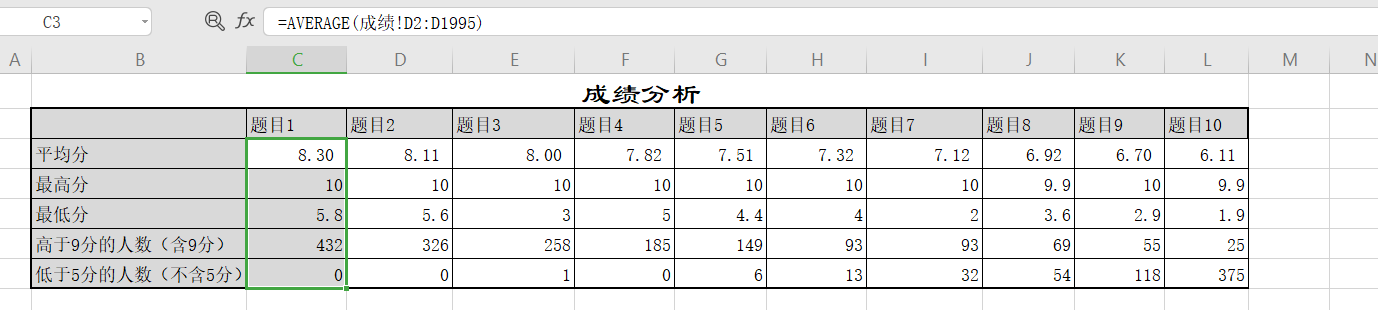 C3 fx =AVERAGE(成绩!D2:D1995)
A B C D E F G H I J K L M N
成绩分析
题目1 题目2 题目3 题目4 题目5 题目6 题目7 题目8 题目9 题目10
平均分 8.30 8.11 8.00 7.82 7.51 7.32 7.12 6.92 6.70 6.11
最高分 10 10 10 10 10 10 10 9.9 10 9.9
最低分 5.8 5.6 3 5 4.4 4 2 3.6 2.9 1.9
高于9分的人数（含9分） 432 326 258 185 149 93 93 69 55 25
低于5分的人数（不含5分） 0 0 1 0 6 13 32 54 118 375